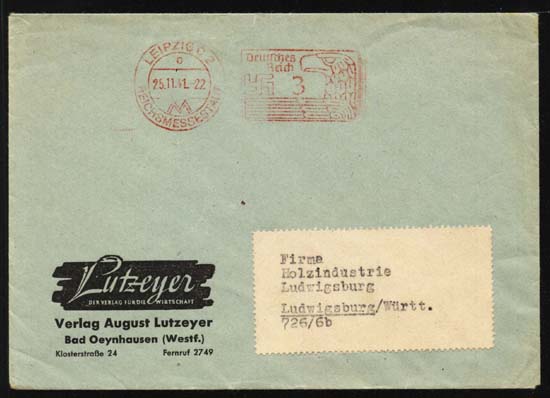 LEIPZIG C 2
c
25.11.41.-22
REICHSMESSESTADT
Deutsches
Reich
3
Lutzeyer
DER VERLAG FÜR DIE WIRTSCHAFT
Verlag August Lutzeyer
Bad Oeynhausen (Westf.)
Klosterstraße 24 Fernruf 2749
Firma
Holzindustrie
Ludwigsburg
Ludwigsburg/Württ.
726/6b